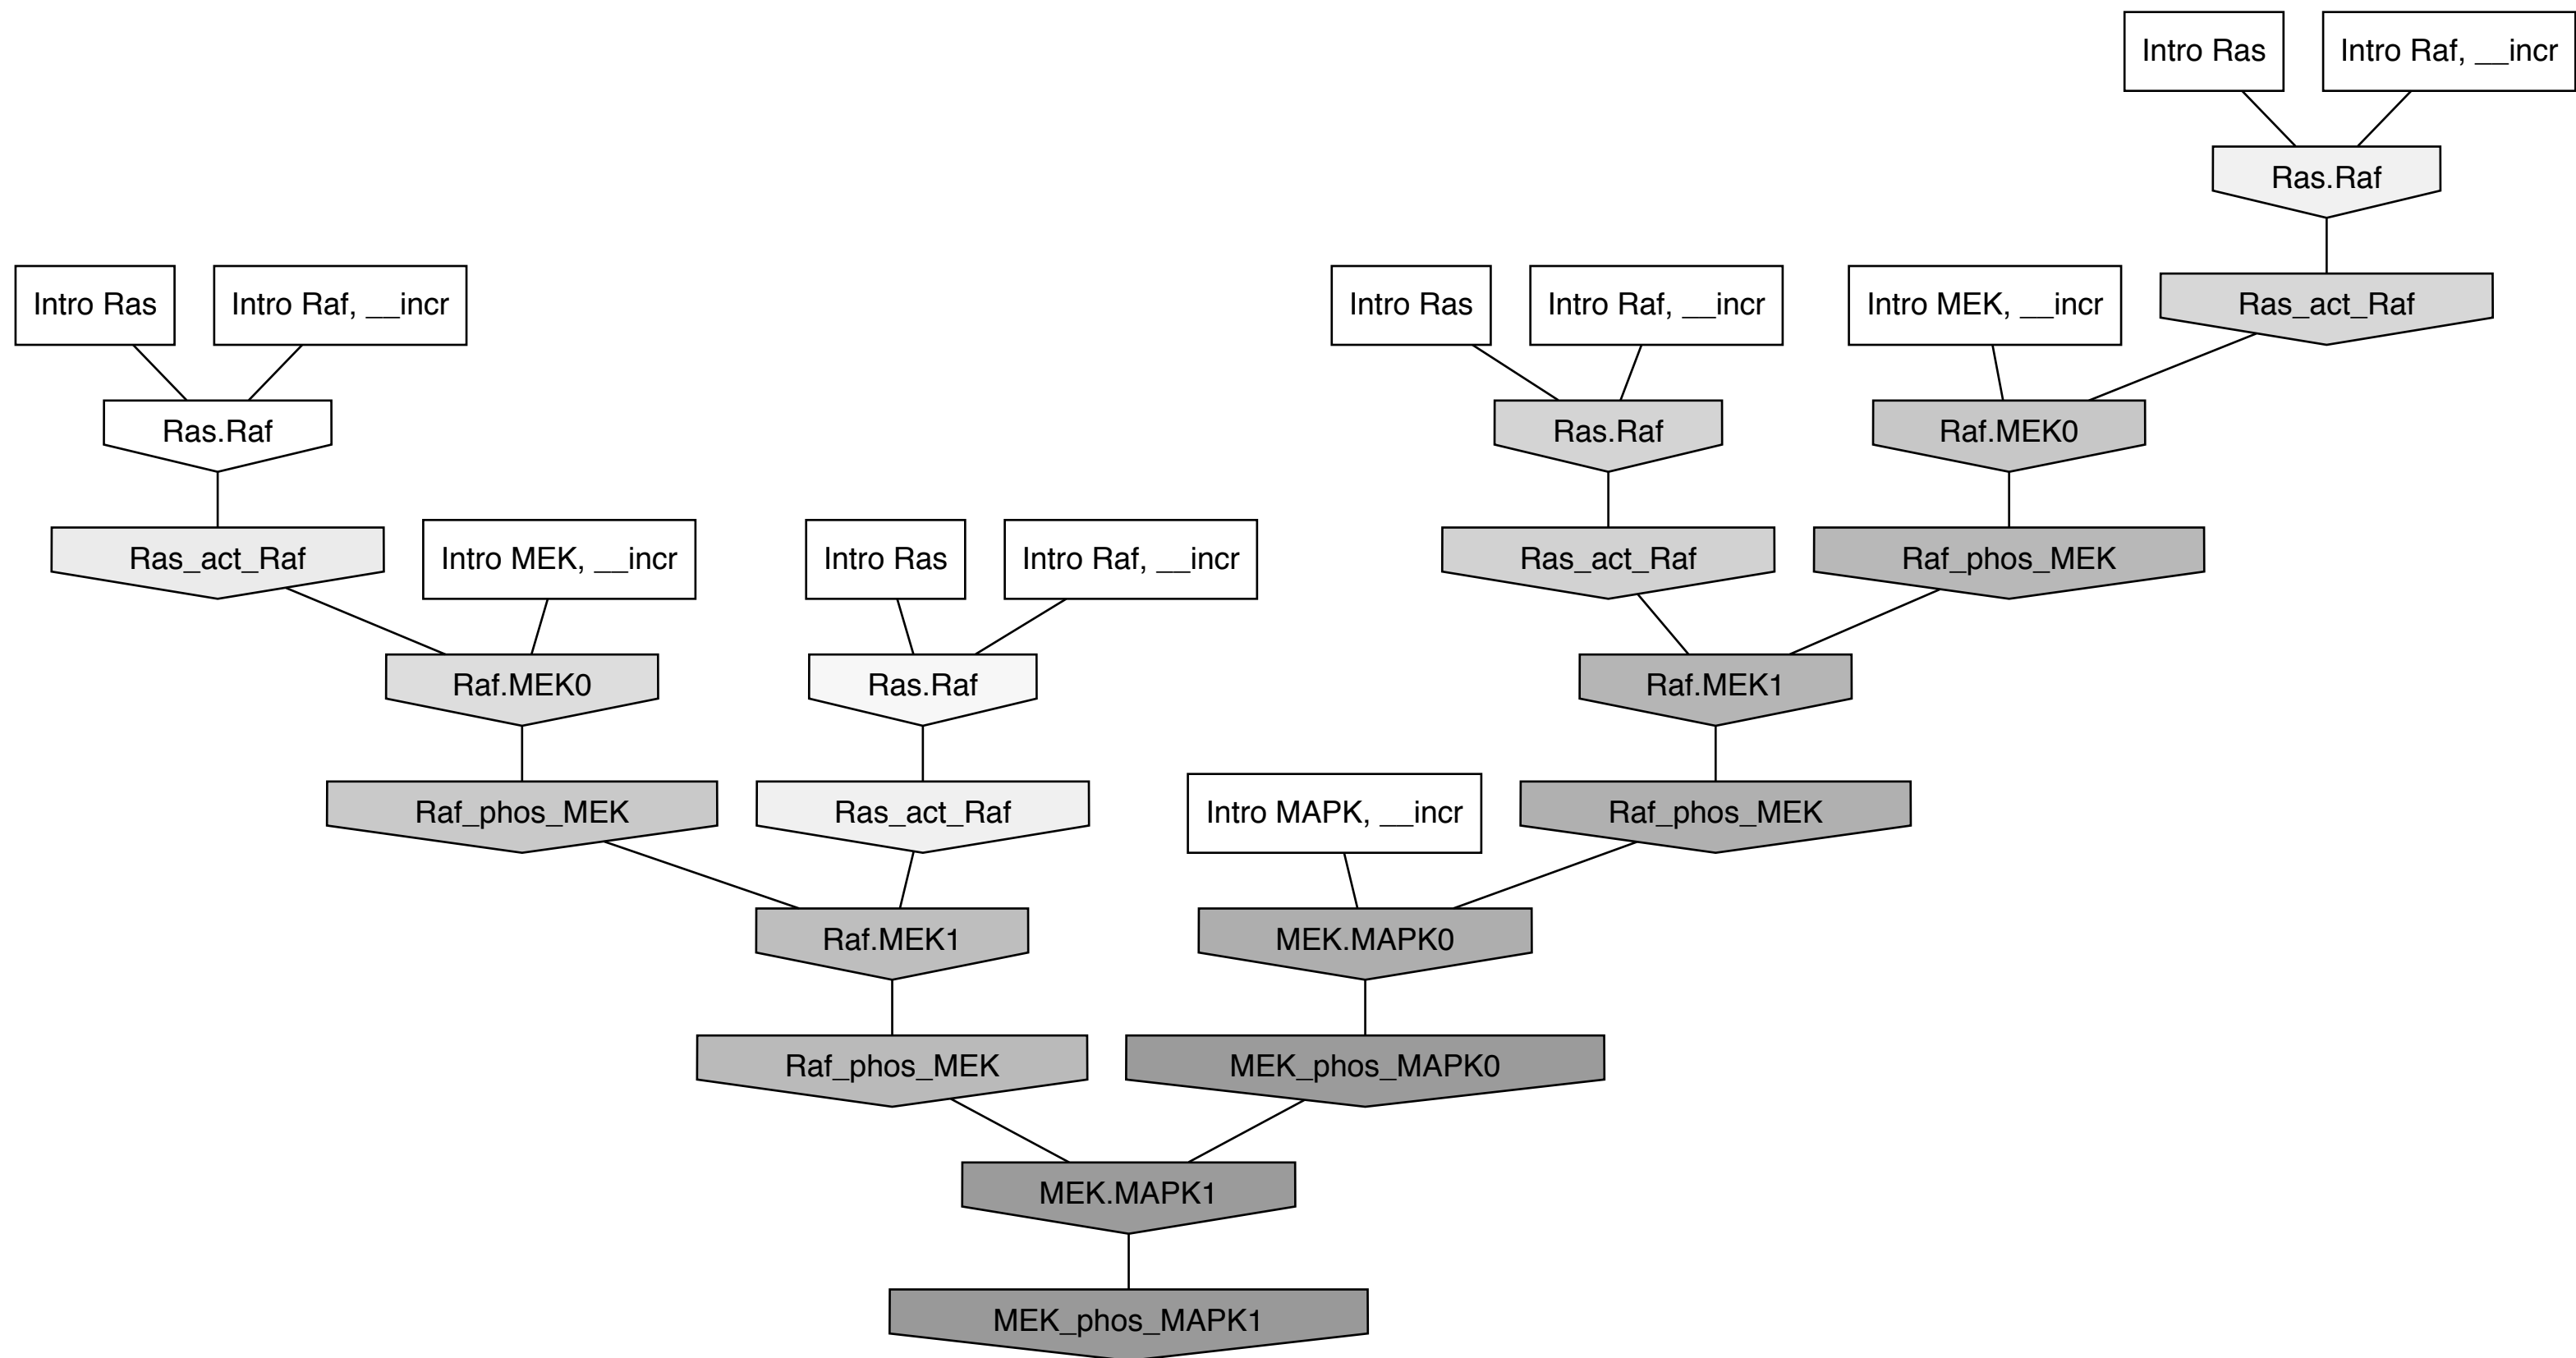 Intro Ras
Intro Raf, __incr
Ras.Raf
Intro Ras
Intro Raf, __incr
Intro Ras
Intro Raf, __incr
Intro MEK, __incr
Ras_act_Raf
Ras.Raf
Ras.Raf
Raf.MEK0
Ras_act_Raf
Intro MEK, __incr
Intro Ras
Intro Raf, __incr
Ras_act_Raf
Raf_phos_MEK
Raf.MEK0
Ras.Raf
Raf.MEK1
Raf_phos_MEK
Ras_act_Raf
Intro MAPK, __incr
Raf_phos_MEK
Raf.MEK1
MEK.MAPK0
Raf_phos_MEK
MEK_phos_MAPK0
MEK.MAPK1
MEK_phos_MAPK1